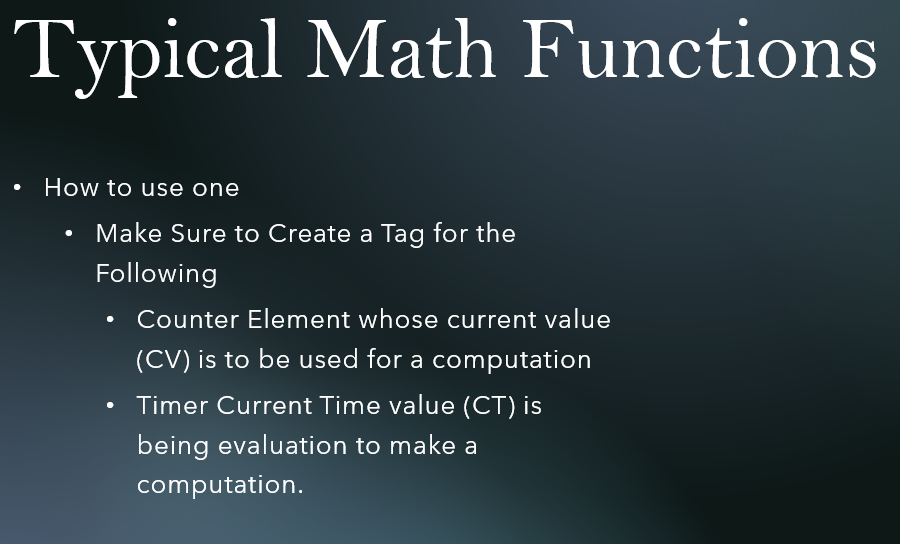 Typical Math Functions
• How to use one
• Make Sure to Create a Tag for the
Following
• Counter Element whose current value
(CV) is to be used for a computation
• Timer Current Time value (CT) is
being evaluation to make a
computation.